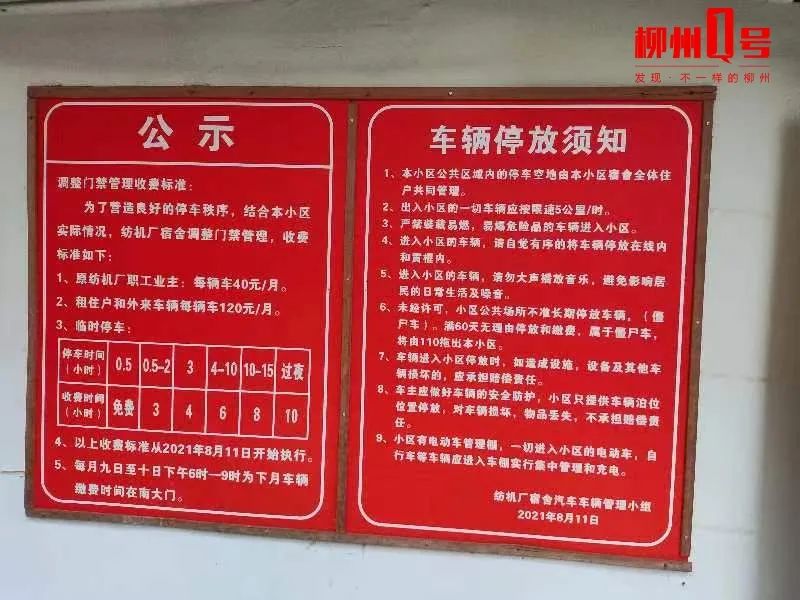 柳州Q号
发现·不一样的柳州
公示
调整门禁管理收费标准：
为了营造良好的停车秩序，结合本小区
实际情况，纺机厂宿舍调整门禁管理，收费
标准如下：
1、原纺机厂职工业主：每辆车40元/月。
2、租住户和外来车辆每辆车120元/月。
3、临时停车：
停车时间（小时） 0.5 0.5-2 3 4-10 10-15 过夜
收费时间（小时） 免费 3 4 6 8 10
4、以上收费标准从2021年8月11日开始执行。
5、每月九日至十日下午6时—9时为下月车辆
缴费时间在南大门。
车辆停放须知
1、本小区公共区域内的停车空地由本小区宿舍全体住
户共同管理。
2、出入小区的一切车辆应按限速5公里/时。
3、严禁装载易燃，易爆危险品的车辆进入小区。
4、进入小区的车辆，请自觉有序的将车辆停放在线内
和黄框内。
5、进入小区的车辆，请勿大声播放音乐，避免影响居
民的日常生活及噪音。
6、未经许可，小区公共场所不准长期停放车辆，（僵
尸车）。满60天无理由停放和缴费，属于僵尸车，
将由110拖出本小区。
7、车辆进入小区停放时，如造成设施，设备及其他车
辆损坏的，应承担赔偿责任。
8、车主应做好车辆的安全防护，小区只提供车辆泊位
位置停放，对车辆损坏，物品丢失，不承担赔偿责
任。
9、小区有电动车管理棚，一切进入小区的电动车，自
行车等车辆应进入车棚实行集中管理和充电。
纺机厂宿舍汽车车辆管理小组
2021年8月11日